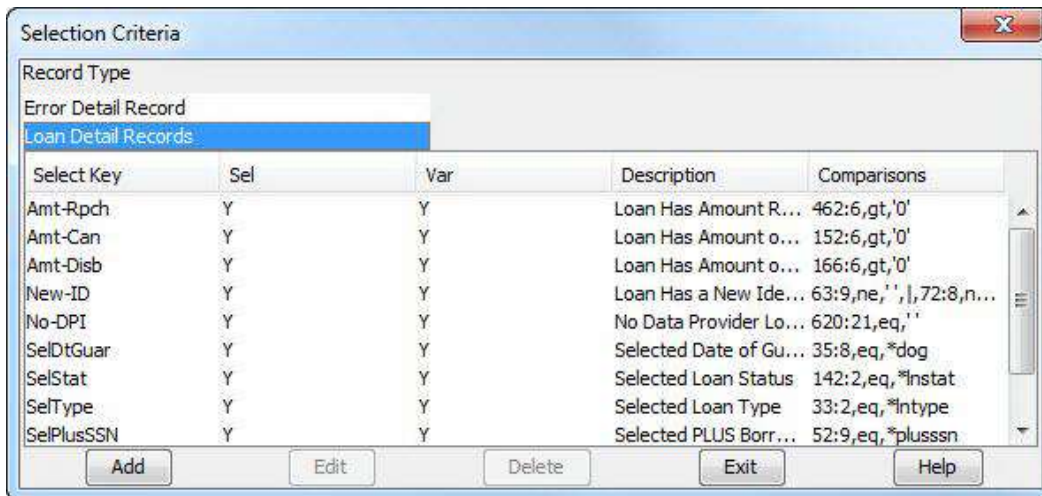 Selection Criteria
Record Type
Error Detail Record
Loan Detail Records
Select Key Sel Var Description Comparisons
Amt-Rpch Y Y Loan Has Amount R... 462:6,gt,'0'
Amt-Can Y Y Loan Has Amount o... 152:6,gt,'0'
Amt-Disb Y Y Loan Has Amount o... 166:6,gt,'0'
New-ID Y Y Loan Has a New Ide... 63:9,ne,' ',|,72:8,n...
No-DPI Y Y No Data Provider Lo... 620:21,eq,' '
SelDtGuar Y Y Selected Date of Gu... 35:8,eq,*dog
SelStat Y Y Selected Loan Status 142:2,eq,*lnstat
SelType Y Y Selected Loan Type 33:2,eq,*lntype
SelPlusSSN Y Y Selected PLUS Borr... 52:9,eq,*plusssn
Add Edit Delete Exit Help